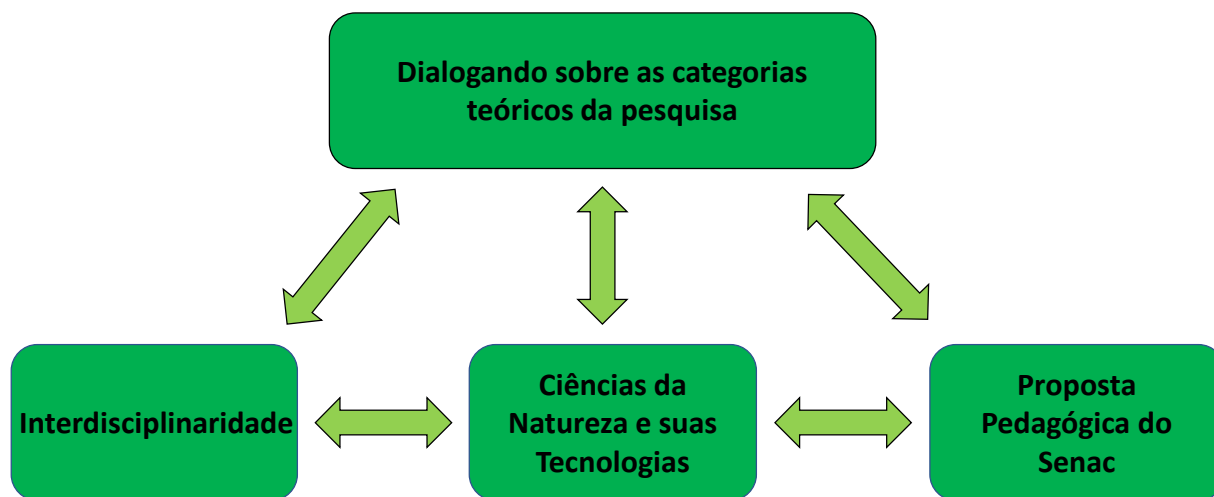 Dialogando sobre as categorias
teóricos da pesquisa
Interdisciplinaridade
Ciências da
Natureza e suas
Tecnologias
Proposta
Pedagógica do
Senac